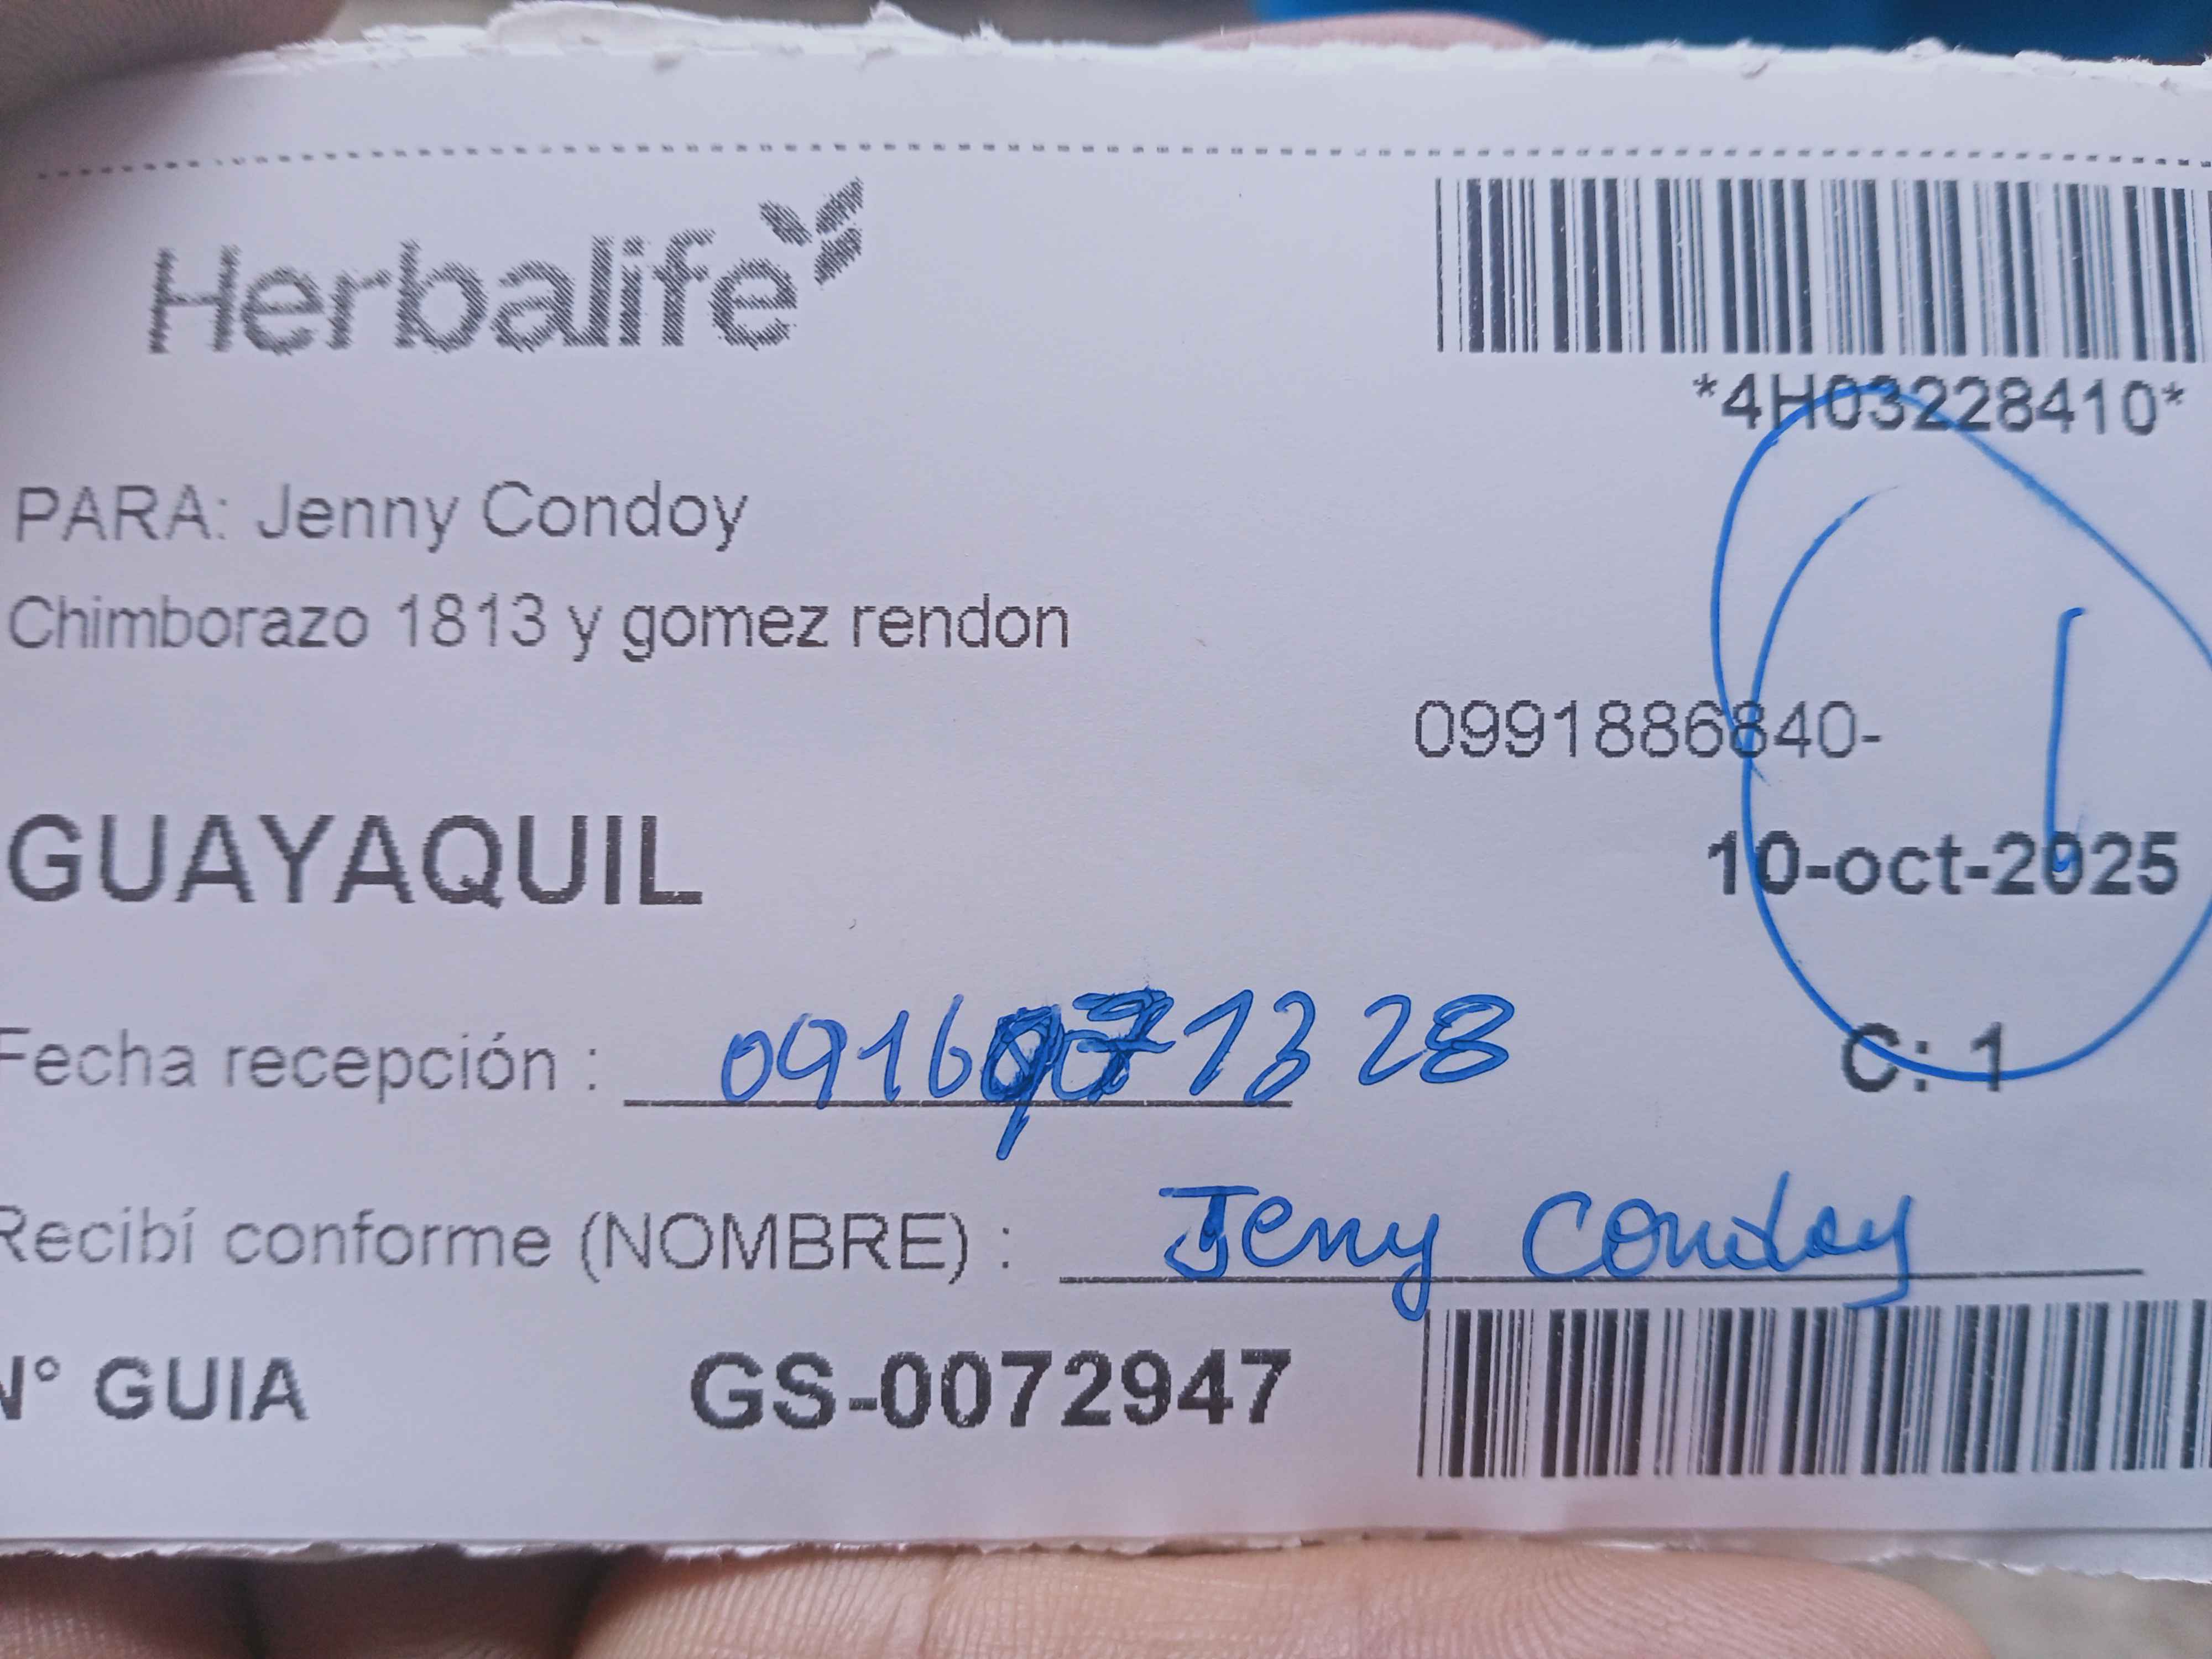 Herbalife
*4H03228410*
PARA: Jenny Condoy
Chimborazo 1813 y gomez rendon
0991886840-
GUAYAQUIL
10-oct-2025
Fecha recepción :
C: 1
Recibí conforme (NOMBRE) : Jenny Condoy
N° GUIA GS-0072947